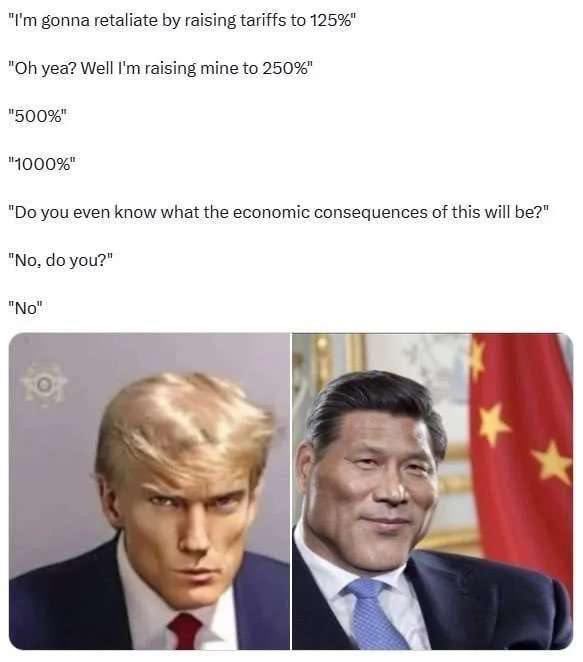 "I'm gonna retaliate by raising tariffs to 125%"
"Oh yea? Well I'm raising mine to 250%"
"500%"
"1000%"
"Do you even know what the economic consequences of this will be?"
"No, do you?"
"No"